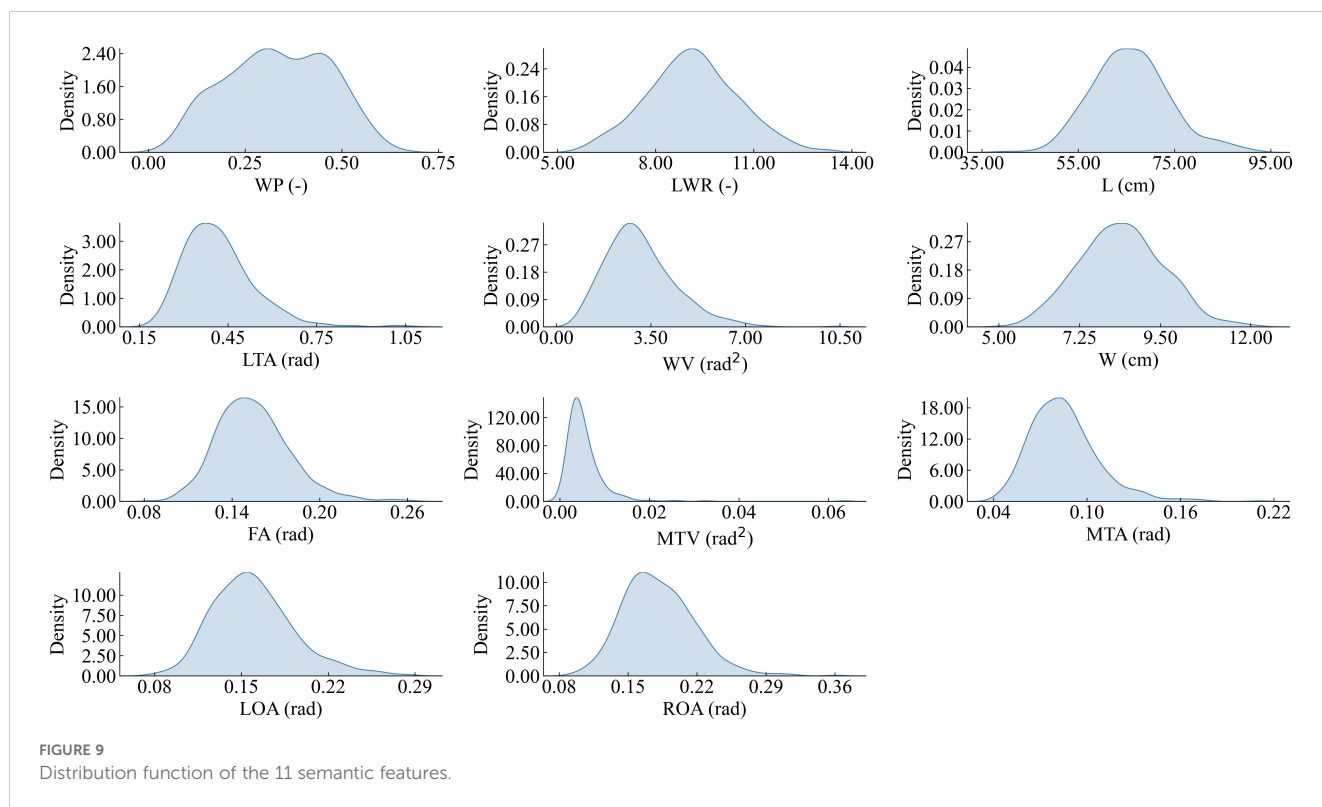 Density
2.40
1.60
0.80
0.00
0.00 0.25 0.50 0.75
WP (-)
Density
0.24
0.16
0.08
0.00
5.00 8.00 11.00 14.00
LWR (-)
Density
0.04
0.03
0.02
0.01
0.00
35.00 55.00 75.00 95.00
L (cm)
Density
3.00
2.00
1.00
0.00
0.15 0.45 0.75 1.05
LTA (rad)
Density
0.27
0.18
0.09
0.00
0.00 3.50 7.00 10.50
WV (rad²)
Density
0.27
0.18
0.09
0.00
5.00 7.25 9.50 12.00
W (cm)
Density
15.00
10.00
5.00
0.00
0.08 0.14 0.20 0.26
FA (rad)
Density
120.00
80.00
40.00
0.00
0.00 0.02 0.04 0.06
MTV (rad²)
Density
18.00
12.00
6.00
0.00
0.04 0.10 0.16 0.22
MTA (rad)
Density
10.00
7.50
5.00
2.50
0.00
0.08 0.15 0.22 0.29
LOA (rad)
Density
10.00
7.50
5.00
2.50
0.00
0.08 0.15 0.22 0.29 0.36
ROA (rad)
FIGURE 9
Distribution function of the 11 semantic features.